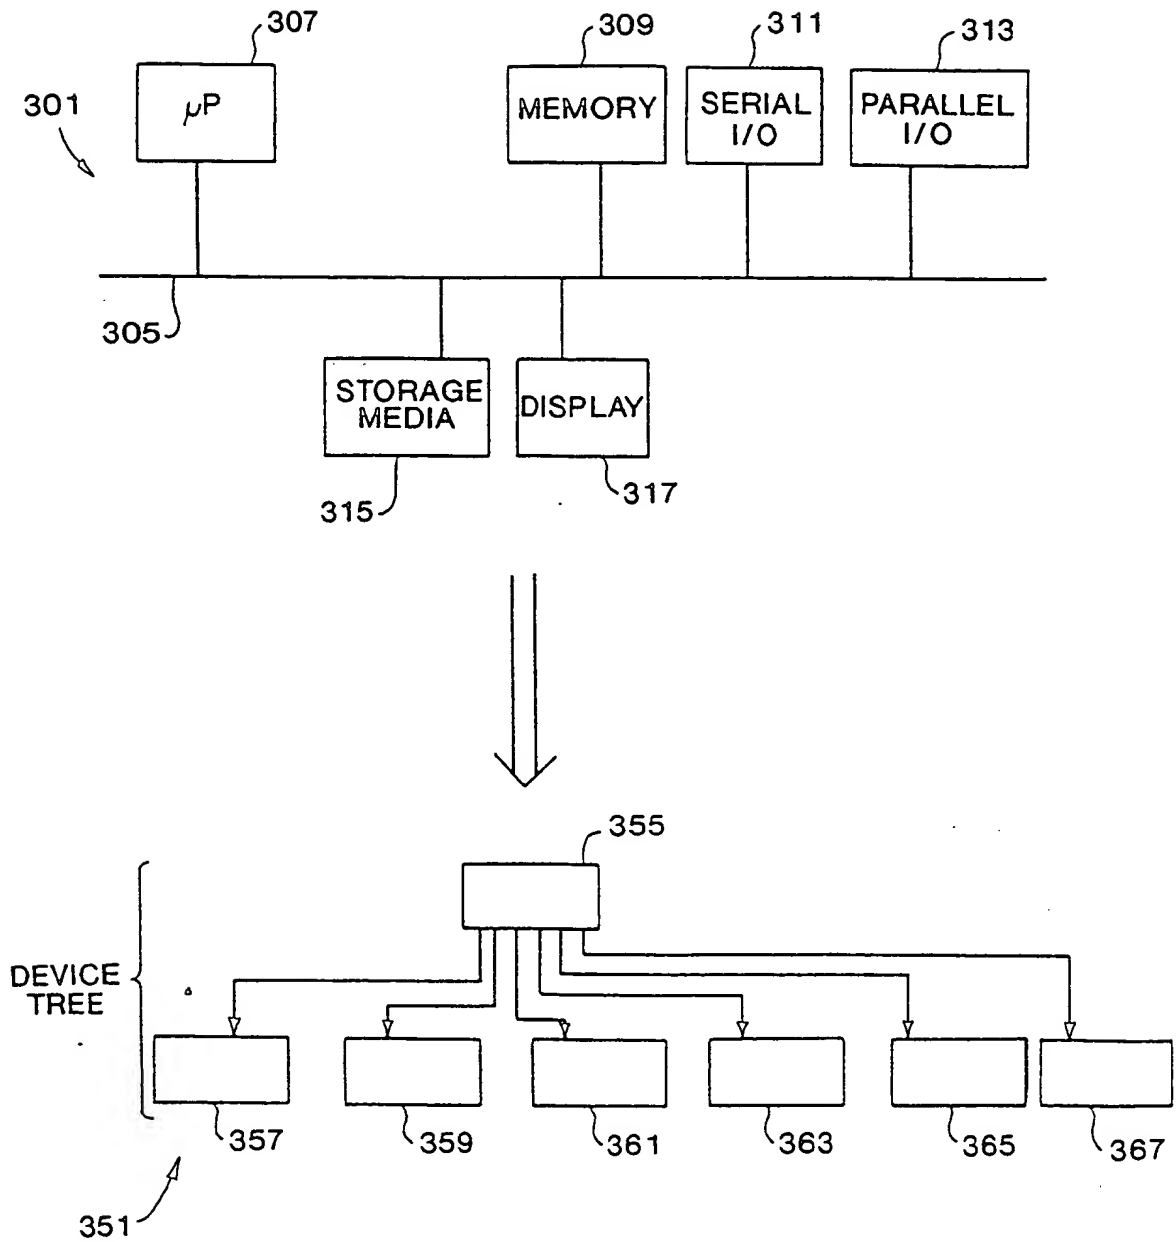 307
309
311
313
301
μP
MEMORY
SERIAL
I/O
PARALLEL
I/O
305
STORAGE
MEDIA
DISPLAY
315
317
355
DEVICE
TREE
357
359
361
363
365
367
351